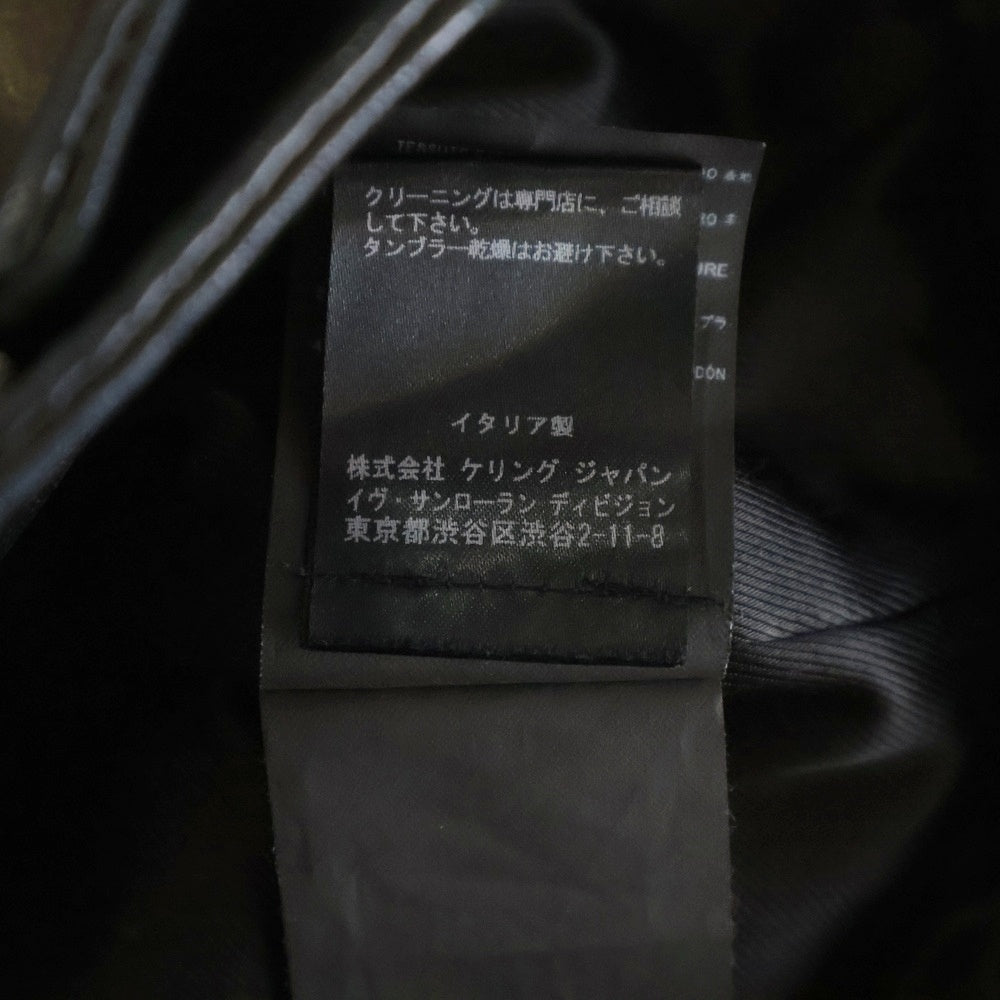 クリーニングは専門店に、ご相談
して下さい。
タンブラー乾燥はお避け下さい。
イタリア製
株式会社 ケリング ジャパン
イヴ・サンローラン ディビジョン
東京都渋谷区渋谷2-11-8